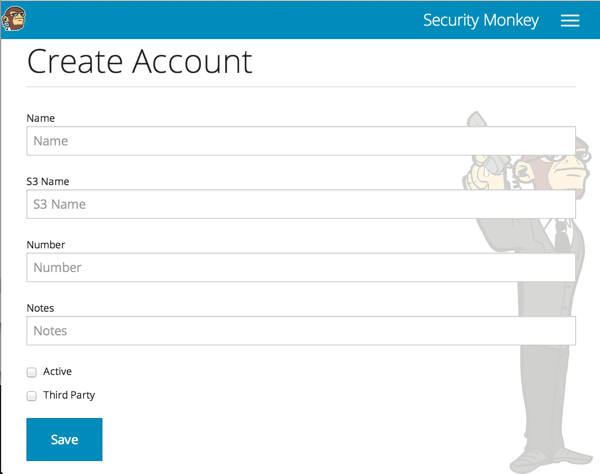 Security Monkey
Create Account
Name
Name
S3 Name
S3 Name
Number
Number
Notes
Notes
Active
Third Party
Save